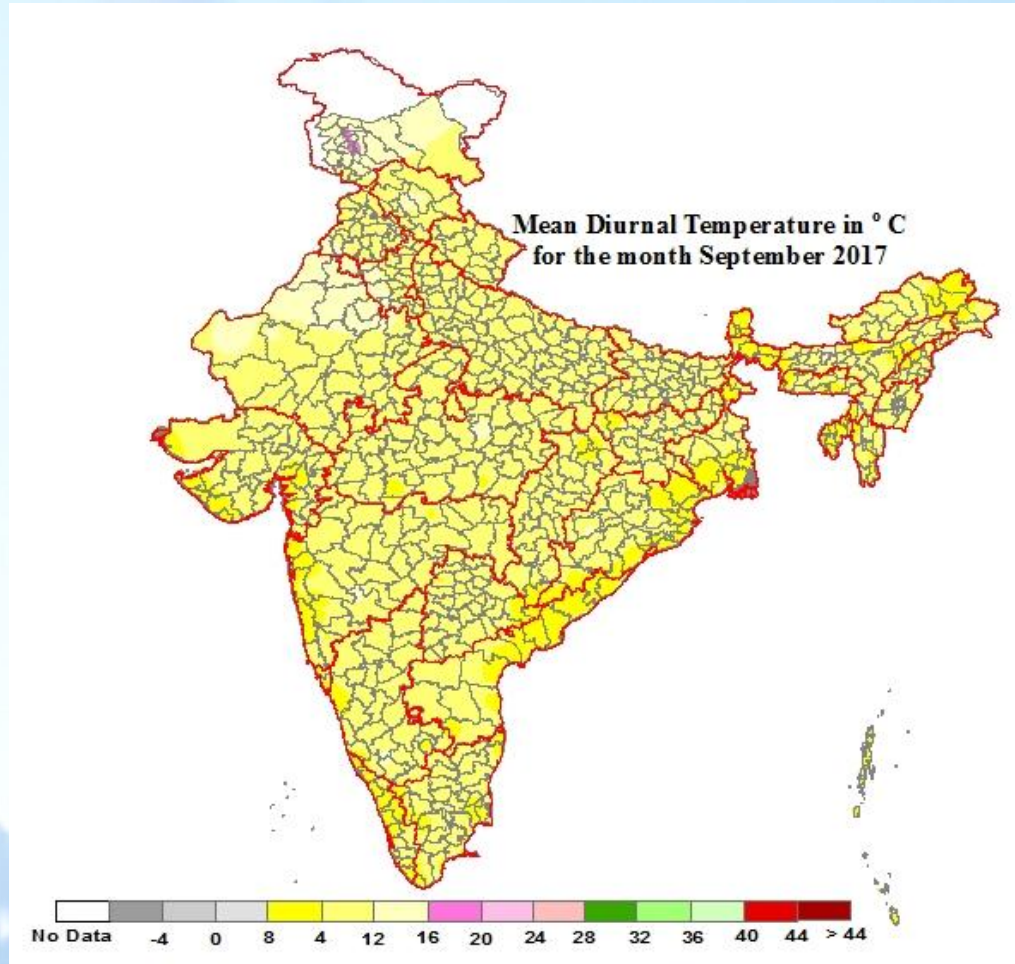 Mean Diurnal Temperature in ° C
for the month September 2017
No Data -4 0 8 4 12 16 20 24 28 32 36 40 44 > 44